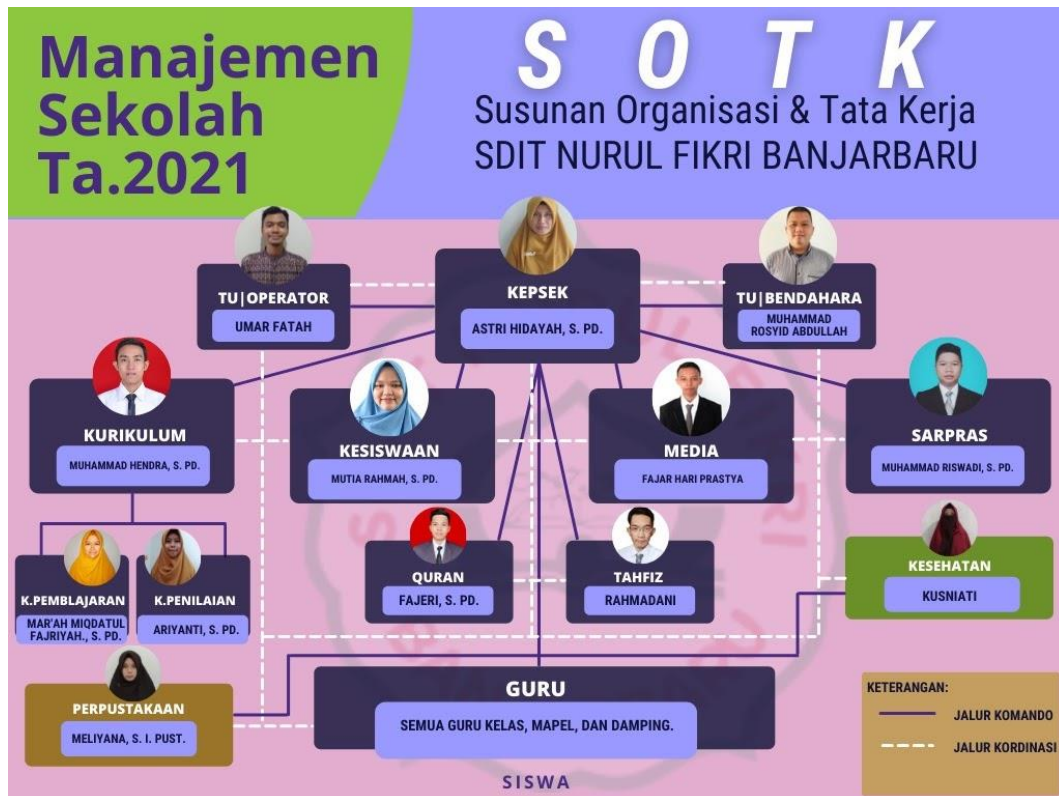 Manajemen
Sekolah
Ta.2021
S O T K
Susunan Organisasi & Tata Kerja
SDIT NURUL FIKRI BANJARBARU
TU|OPERATOR
UMAR FATAH
KEPSEK
ASTRI HIDAYAH, S. PD.
TU|BENDAHARA
MUHAMMAD
ROSYID ABDULLAH
KURIKULUM
MUHAMMAD HENDRA, S. PD.
KESISWAAN
MUTIA RAHMAH, S. PD.
MEDIA
FAJAR HARI PRASTYA
SARPRAS
MUHAMMAD RISWADI, S. PD.
K.PEMBLAJARAN
MAR'AH MIQDATUL
FAJRIYAH., S. PD.
K.PENILAIAN
ARIYANTI, S. PD.
QURAN
FAJERI, S. PD.
TAHFIZ
RAHMADANI
KESEHATAN
KUSNIATI
PERPUSTAKAAN
MELIYANA, S. I. PUST.
GURU
SEMUA GURU KELAS, MAPEL, DAN DAMPING.
SISWA
KETERANGAN:
JALUR KOMANDO
JALUR KORDINASI